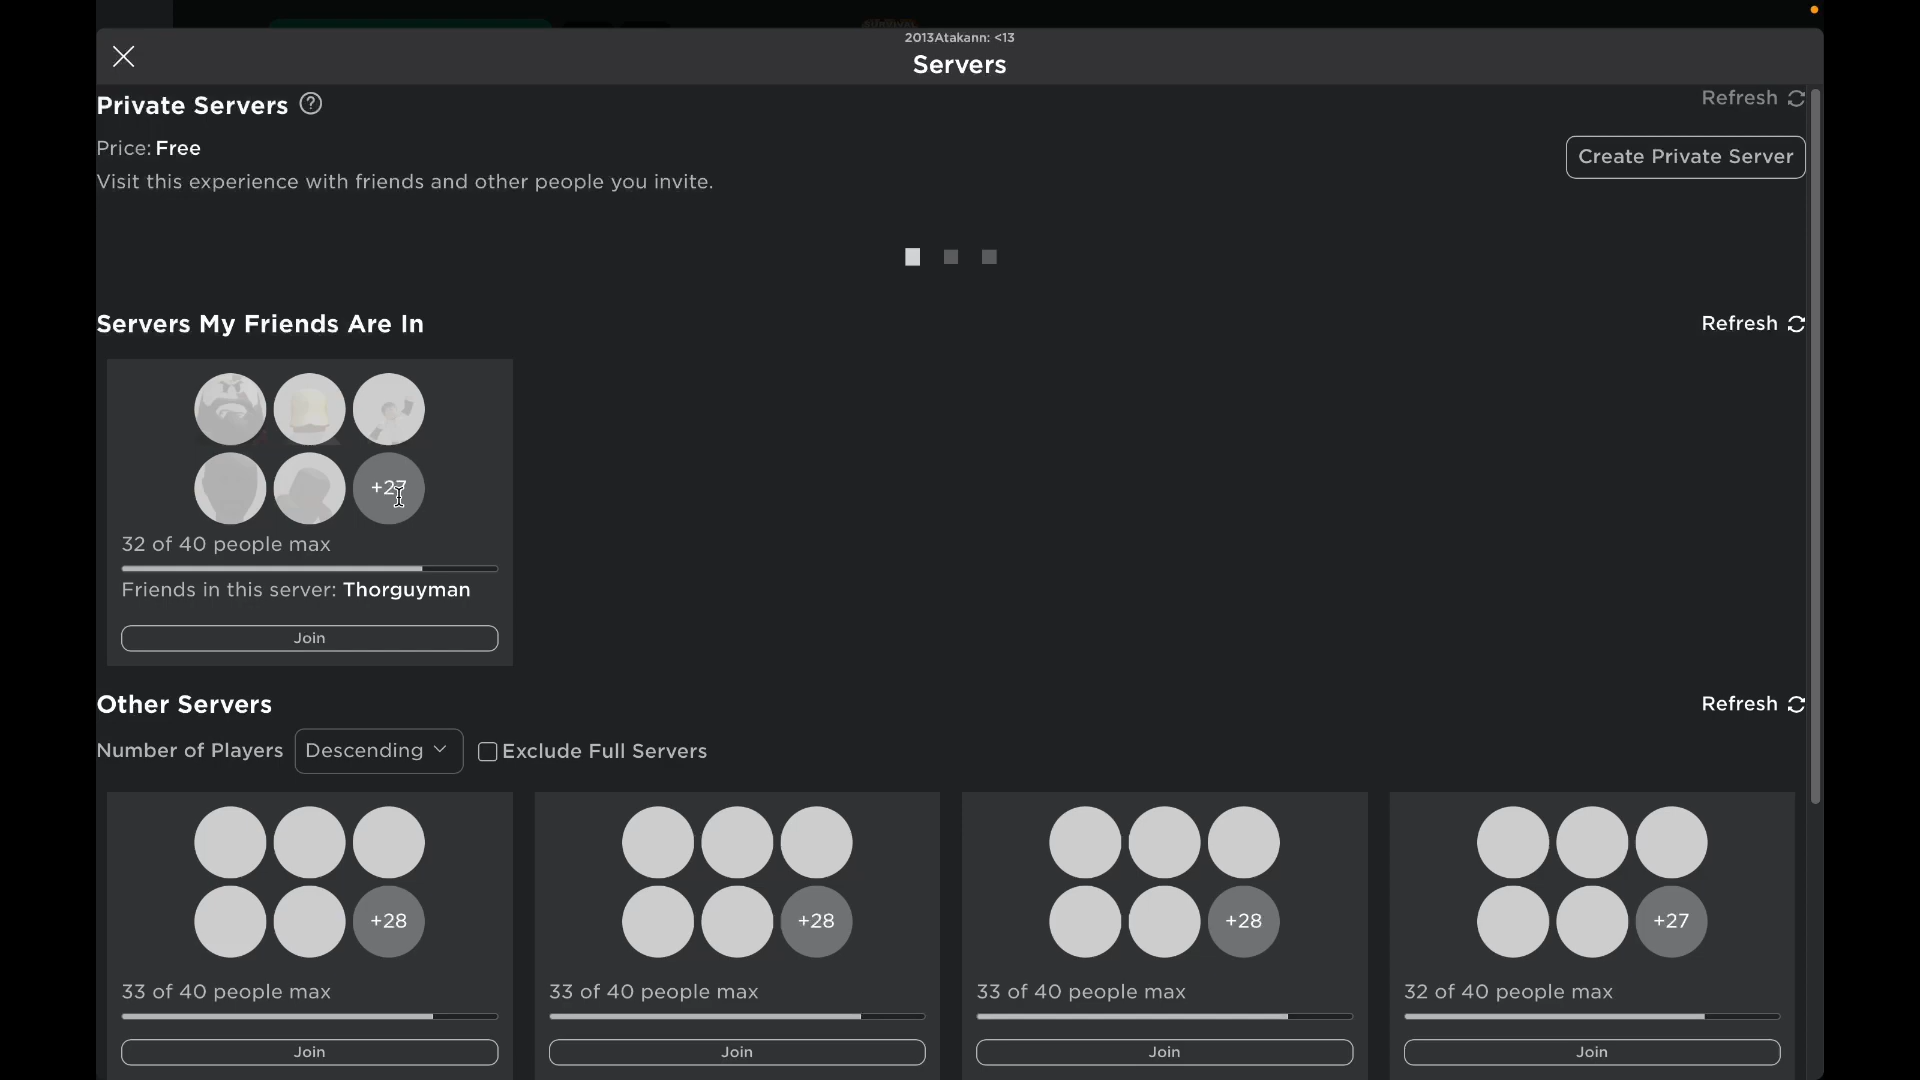 2013Atakann: <13
Servers
Private Servers
Refresh
Price: Free
Create Private Server
Visit this experience with friends and other people you invite.
Servers My Friends Are In
Refresh
+27
32 of 40 people max
Friends in this server: Thorguyman
Join
Other Servers
Refresh
Number of Players Descending Exclude Full Servers
+28 +28 +28 +27
33 of 40 people max 33 of 40 people max 33 of 40 people max 32 of 40 people max
Join Join Join Join